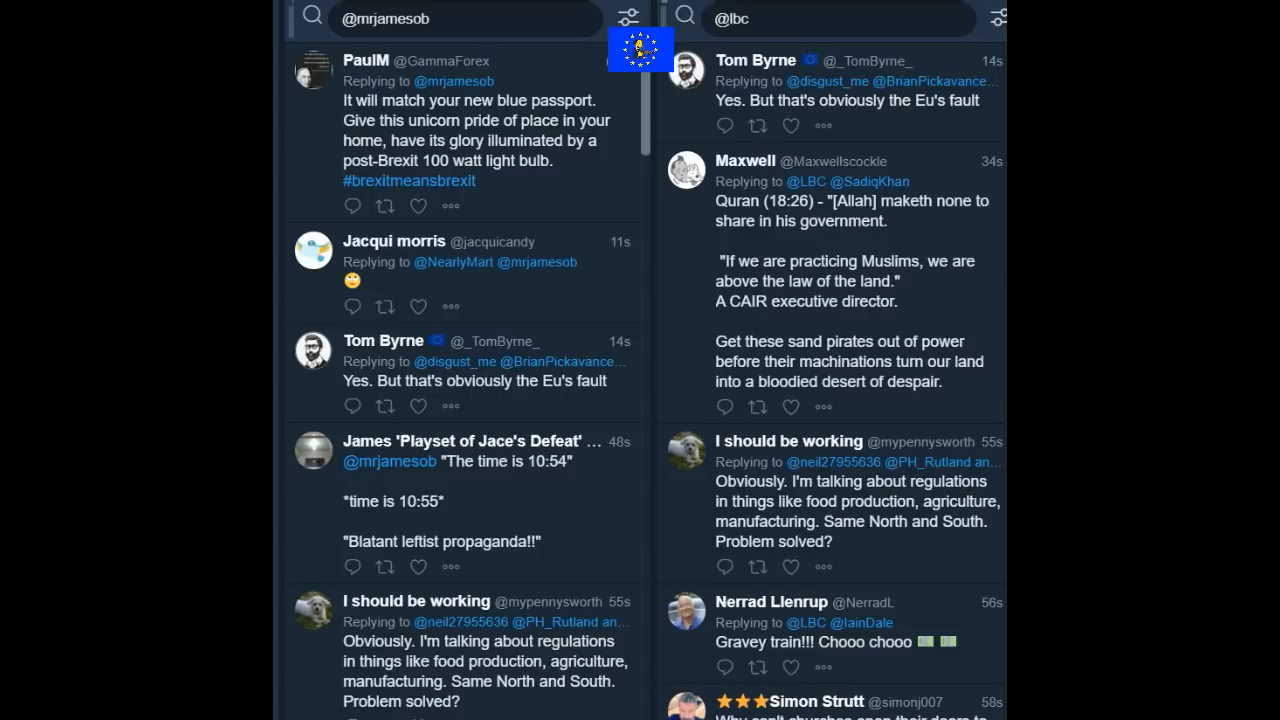 @mrjamesob
PaulM @GammaForex
Replying to @mrjamesob
It will match your new blue passport.
Give this unicorn pride of place in your
home, have its glory illuminated by a
post-Brexit 100 watt light bulb.
#brexitmeansbrexit
Jacqui morris @jacquicandy 11s
Replying to @NearlyMart @mrjamesob
Tom Byrne @_TomByrne_ 14s
Replying to @disgust_me @BrianPickavance...
Yes. But that's obviously the Eu's fault
James 'Playset of Jace's Defeat' ... 48s
@mrjamesob "The time is 10:54"
*time is 10:55*
"Blatant leftist propaganda!!"
I should be working @mypennysworth 55s
Replying to @neil27955636 @PH_Rutland an...
Obviously. I'm talking about regulations
in things like food production, agriculture,
manufacturing. Same North and South.
Problem solved?
@lbc
Tom Byrne @_TomByrne_ 14s
Replying to @disgust_me @BrianPickavance...
Yes. But that's obviously the Eu's fault
Maxwell @Maxwellscockle 34s
Replying to @LBC @SadiqKhan
Quran (18:26) - "[Allah] maketh none to
share in his government.
"If we are practicing Muslims, we are
above the law of the land."
A CAIR executive director.
Get these sand pirates out of power
before their machinations turn our land
into a bloodied desert of despair.
I should be working @mypennysworth 55s
Replying to @neil27955636 @PH_Rutland an...
Obviously. I'm talking about regulations
in things like food production, agriculture,
manufacturing. Same North and South.
Problem solved?
Nerrad Llenrup @NerradL 56s
Replying to @LBC @IainDale
Gravey train!!! Chooo chooo
Simon Strutt @simonj007 58s
Why can't churches open their doors to